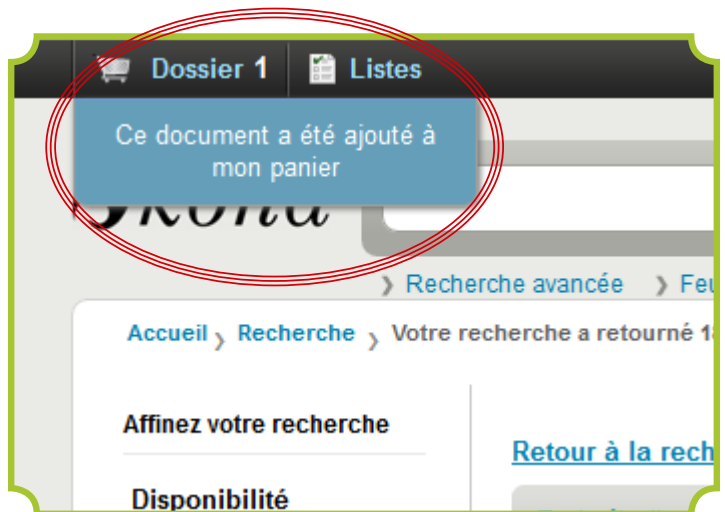 Dossier 1 Listes
Ce document a été ajouté à
mon panier
Recherche avancée
Accueil Recherche Votre recherche a retourné
Affinez votre recherche
Retour à la
Disponibilité